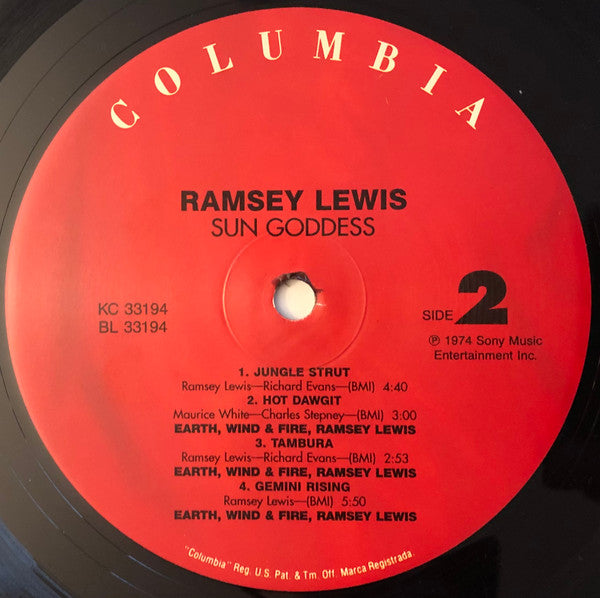 COLUMBIA
RAMSEY LEWIS
SUN GODDESS
KC 33194
BL 33194
SIDE 2
℗ 1974 Sony Music
Entertainment Inc.
1. JUNGLE STRUT
Ramsey Lewis—Richard Evans—(BMI) 4:40
2. HOT DAWGIT
Maurice White—Charles Stepney—(BMI) 3:00
EARTH, WIND & FIRE, RAMSEY LEWIS
3. TAMBURA
Ramsey Lewis—Richard Evans—(BMI) 2:53
EARTH, WIND & FIRE, RAMSEY LEWIS
4. GEMINI RISING
Ramsey Lewis—(BMI) 5:50
EARTH, WIND & FIRE, RAMSEY LEWIS
"Columbia" Reg. U.S. Pat. & Tm. Off. Marca Registrada.